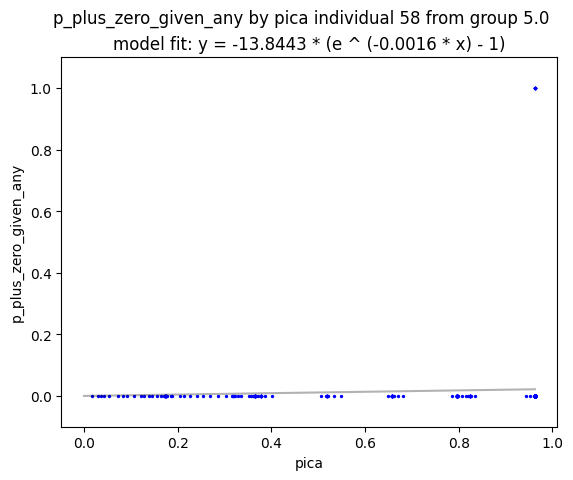 p_plus_zero_given_any by pica individual 58 from group 5.0
model fit: y = -13.8443 * (e ^ (-0.0016 * x) - 1)
p_plus_zero_given_any
1.0
0.8
0.6
0.4
0.2
0.0
0.0 0.2 0.4 0.6 0.8 1.0
pica